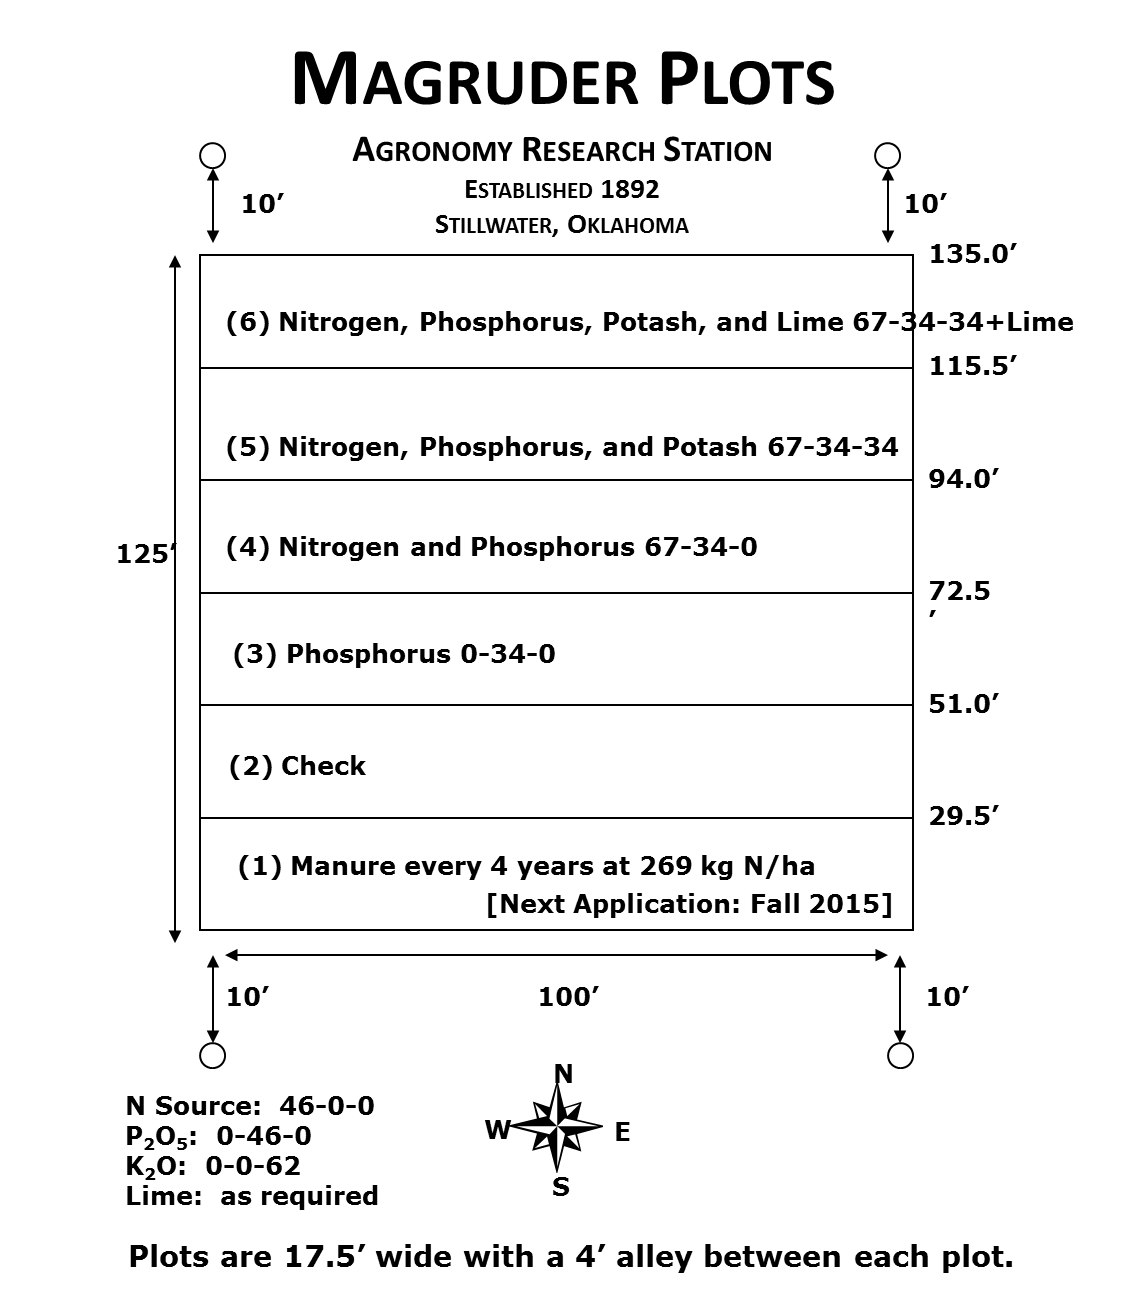 MAGRUDER PLOTS
AGRONOMY RESEARCH STATION
ESTABLISHED 1892
STILLWATER, OKLAHOMA
10’
10’
135.0’
(6) Nitrogen, Phosphorus, Potash, and Lime 67-34-34+Lime
115.5’
(5) Nitrogen, Phosphorus, and Potash 67-34-34
94.0’
125’
(4) Nitrogen and Phosphorus 67-34-0
72.5
’
(3) Phosphorus 0-34-0
51.0’
(2) Check
29.5’
(1) Manure every 4 years at 269 kg N/ha
[Next Application: Fall 2015]
10’
100’
10’
N
W
E
S
N Source: 46-0-0
P₂O₅: 0-46-0
K₂O: 0-0-62
Lime: as required
Plots are 17.5’ wide with a 4’ alley between each plot.